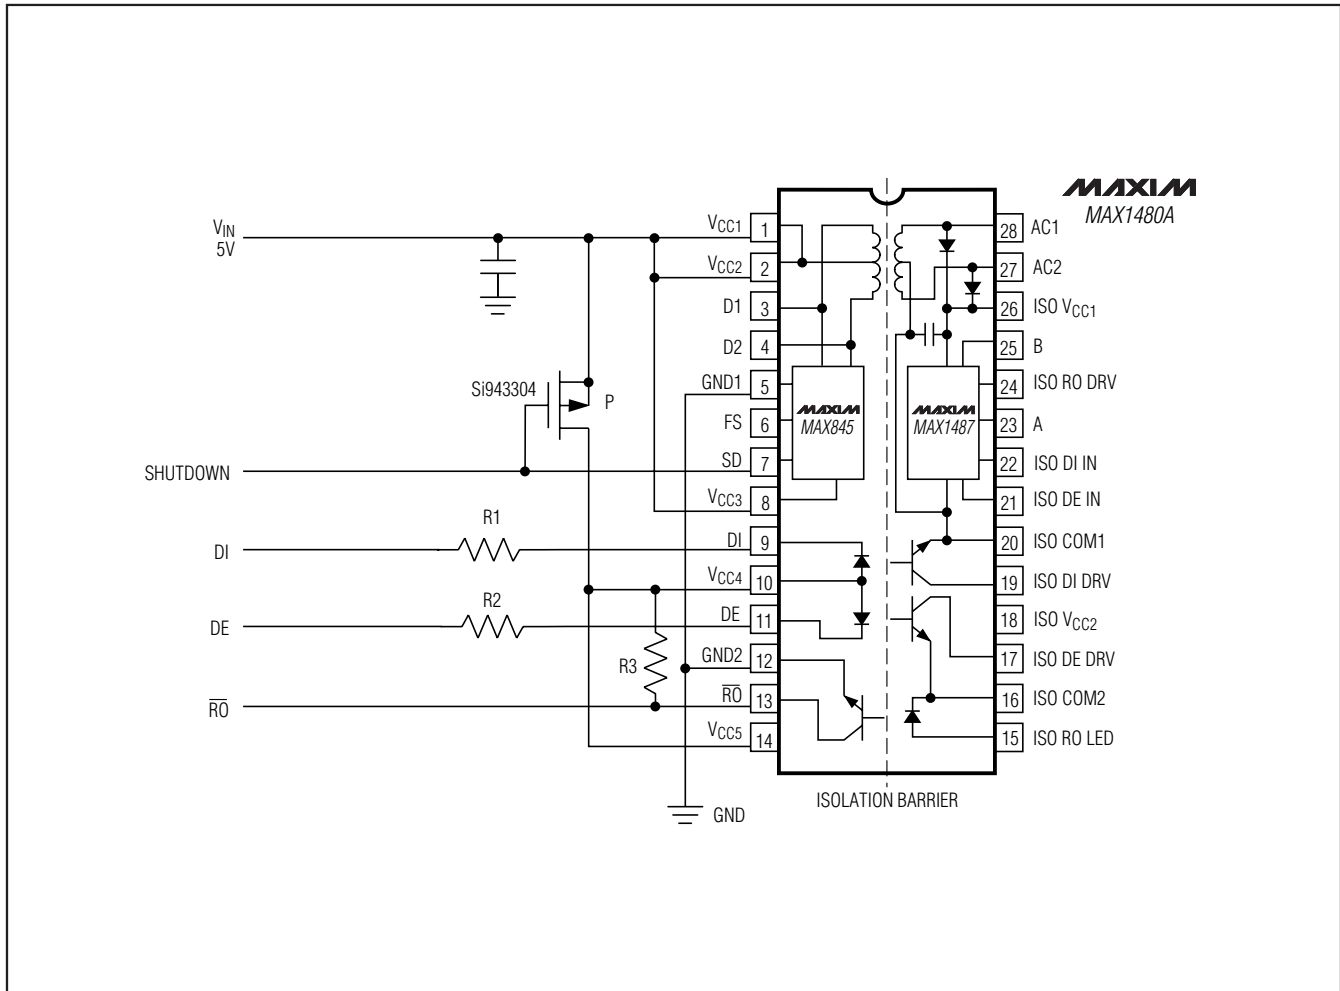 MAXIM
MAX1480A
VIN
5V
VCC1
1
VCC2
2
D1
3
D2
4
GND1
5
FS
6
SD
7
VCC3
8
DI
9
VCC4
10
DE
11
GND2
12
RO
13
VCC5
14
28
AC1
27
AC2
26
ISO VCC1
25
B
24
ISO RO DRV
23
A
22
ISO DI IN
21
ISO DE IN
20
ISO COM1
19
ISO DI DRV
18
ISO VCC2
17
ISO DE DRV
16
ISO COM2
15
ISO RO LED
MAXIM
MAX845
MAXIM
MAX1487
Si943304
P
SHUTDOWN
R1
DI
R2
DE
R3
RO
GND
ISOLATION BARRIER